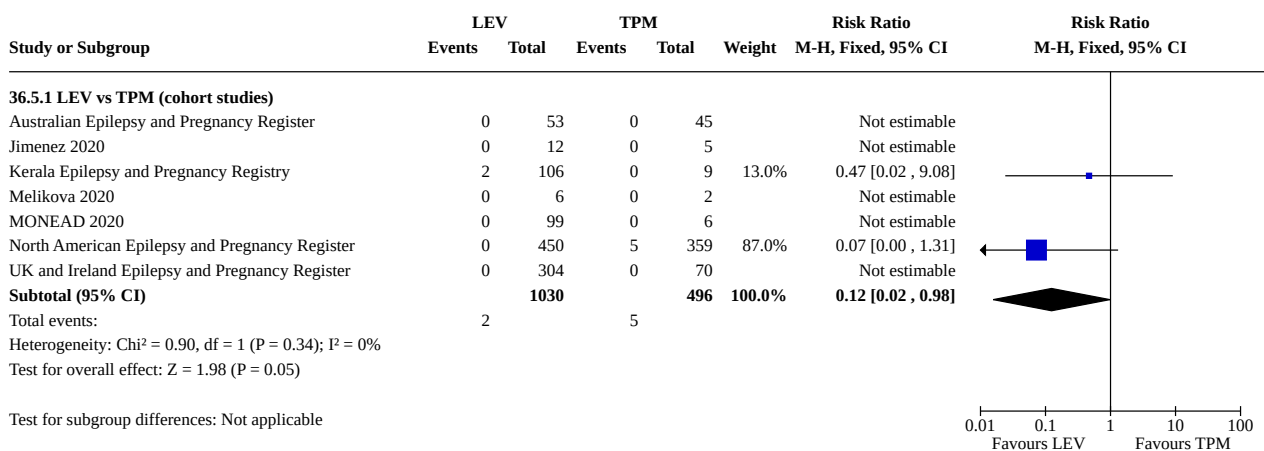 LEV TPM Risk Ratio Risk Ratio
Study or Subgroup Events Total Events Total Weight M-H, Fixed, 95% CI M-H, Fixed, 95% CI
36.5.1 LEV vs TPM (cohort studies)
Australian Epilepsy and Pregnancy Register 0 53 0 45 Not estimable
Jimenez 2020 0 12 0 5 Not estimable
Kerala Epilepsy and Pregnancy Registry 2 106 0 9 13.0% 0.47 [0.02 , 9.08]
Melikova 2020 0 6 0 2 Not estimable
MONEAD 2020 0 99 0 6 Not estimable
North American Epilepsy and Pregnancy Register 0 450 5 359 87.0% 0.07 [0.00 , 1.31]
UK and Ireland Epilepsy and Pregnancy Register 0 304 0 70 Not estimable
Subtotal (95% CI) 1030 496 100.0% 0.12 [0.02 , 0.98]
Total events: 2 5
Heterogeneity: Chi² = 0.90, df = 1 (P = 0.34); I² = 0%
Test for overall effect: Z = 1.98 (P = 0.05)
Test for subgroup differences: Not applicable
0.01 0.1 1 10 100
Favours LEV Favours TPM